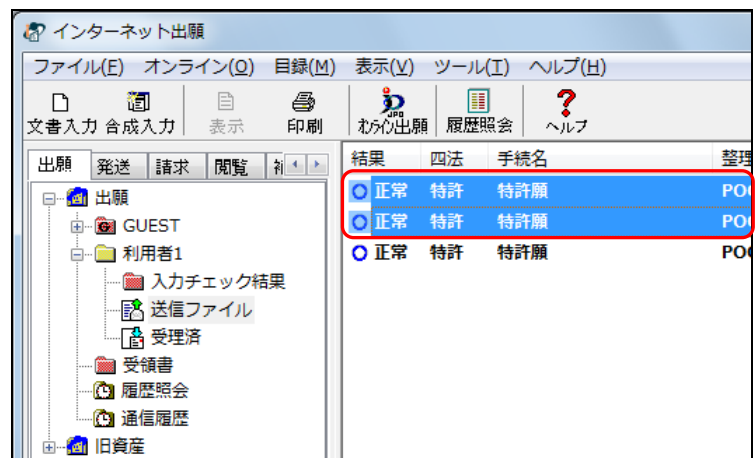 インターネット出願
ファイル(F) オンライン(O) 目録(M) 表示(V) ツール(T) ヘルプ(H)
文書入力 合成入力 表示 印刷 オンライン出願 履歴照会 ヘルプ
出願 発送 請求 閲覧
結果 四法 手続名 整理
正常 特許 特許願 POC
正常 特許 特許願 POC
正常 特許 特許願 POC
出願
GUEST
利用者1
入力チェック結果
送信ファイル
受理済
受領書
履歴照会
通信履歴
旧資産